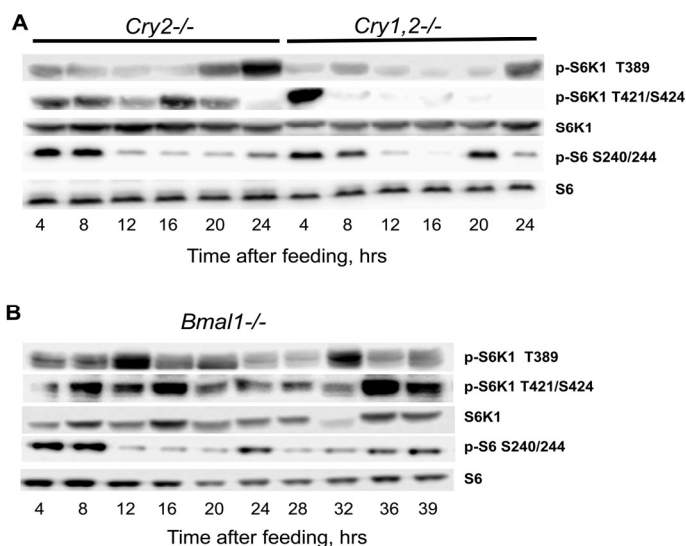 A
Cry2-/- Cry1,2-/-
p-S6K1 T389
p-S6K1 T421/S424
S6K1
p-S6 S240/244
S6
4 8 12 16 20 24 4 8 12 16 20 24
Time after feeding, hrs
B
Bmal1-/-
p-S6K1 T389
p-S6K1 T421/S424
S6K1
p-S6 S240/244
S6
4 8 12 16 20 24 28 32 36 39
Time after feeding, hrs